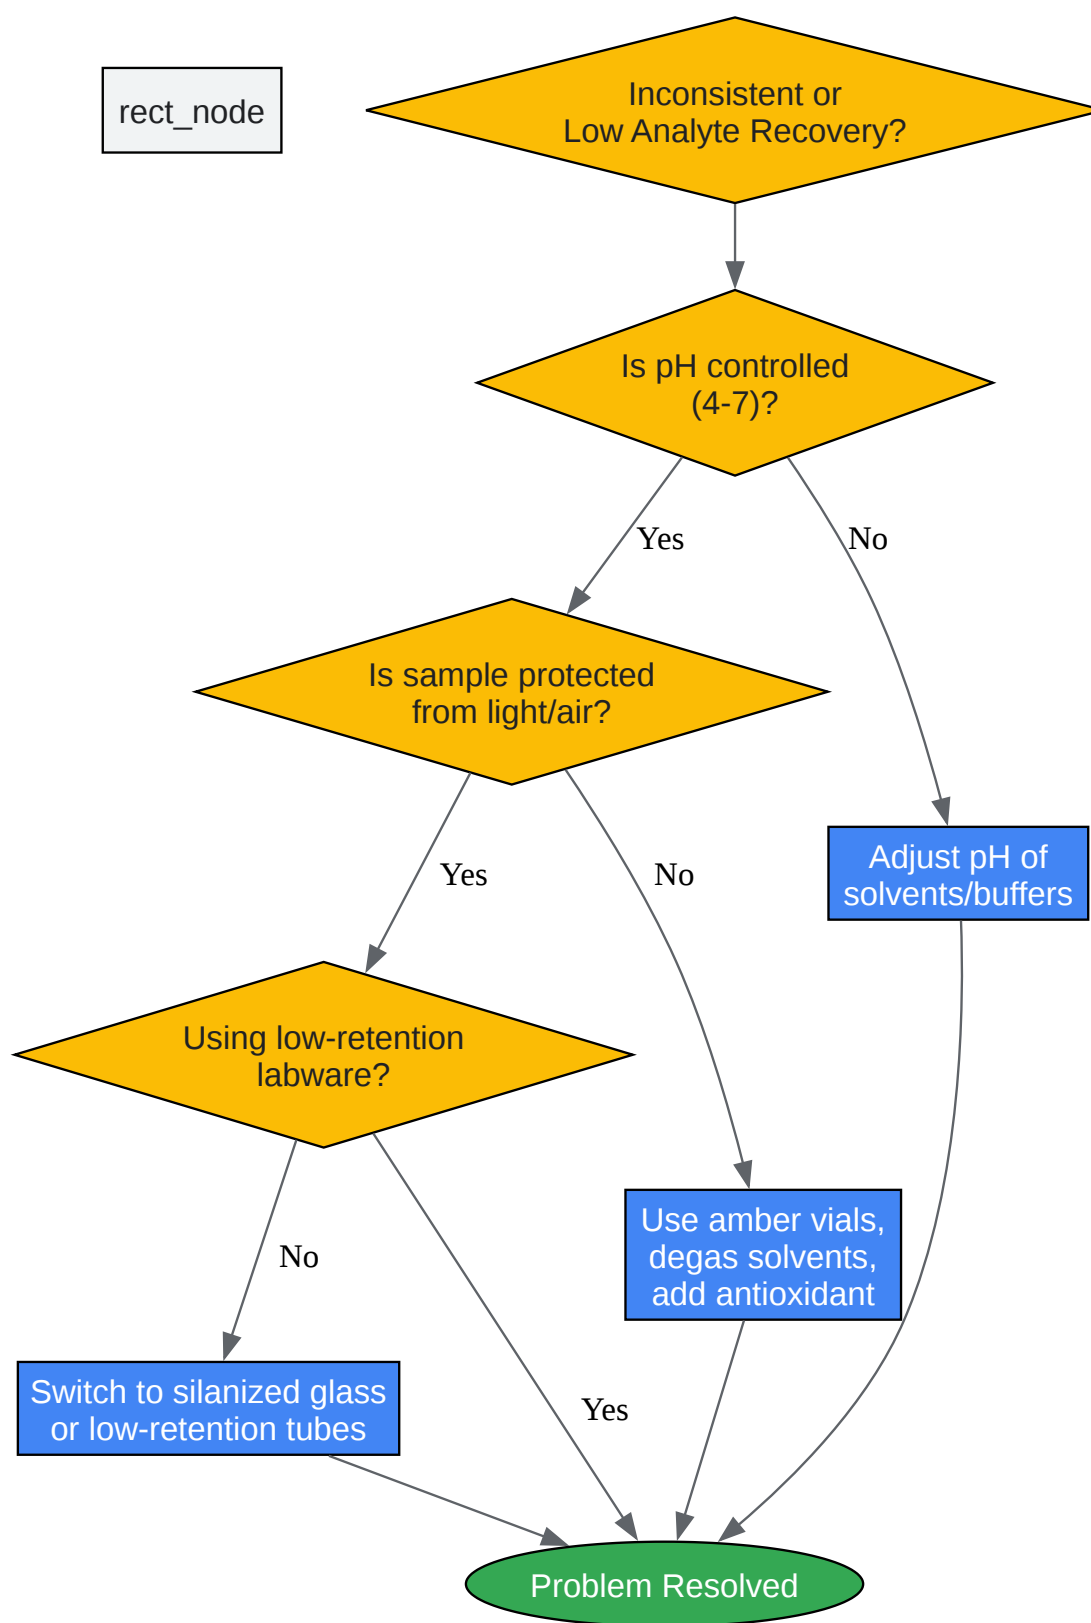 rect_node
Inconsistent or
Low Analyte Recovery?
Is pH controlled
(4-7)?
Yes
No
Is sample protected
from light/air?
Yes
No
Adjust pH of
solvents/buffers
Using low-retention
labware?
No
Yes
Use amber vials,
degas solvents,
add antioxidant
Switch to silanized glass
or low-retention tubes
Problem Resolved